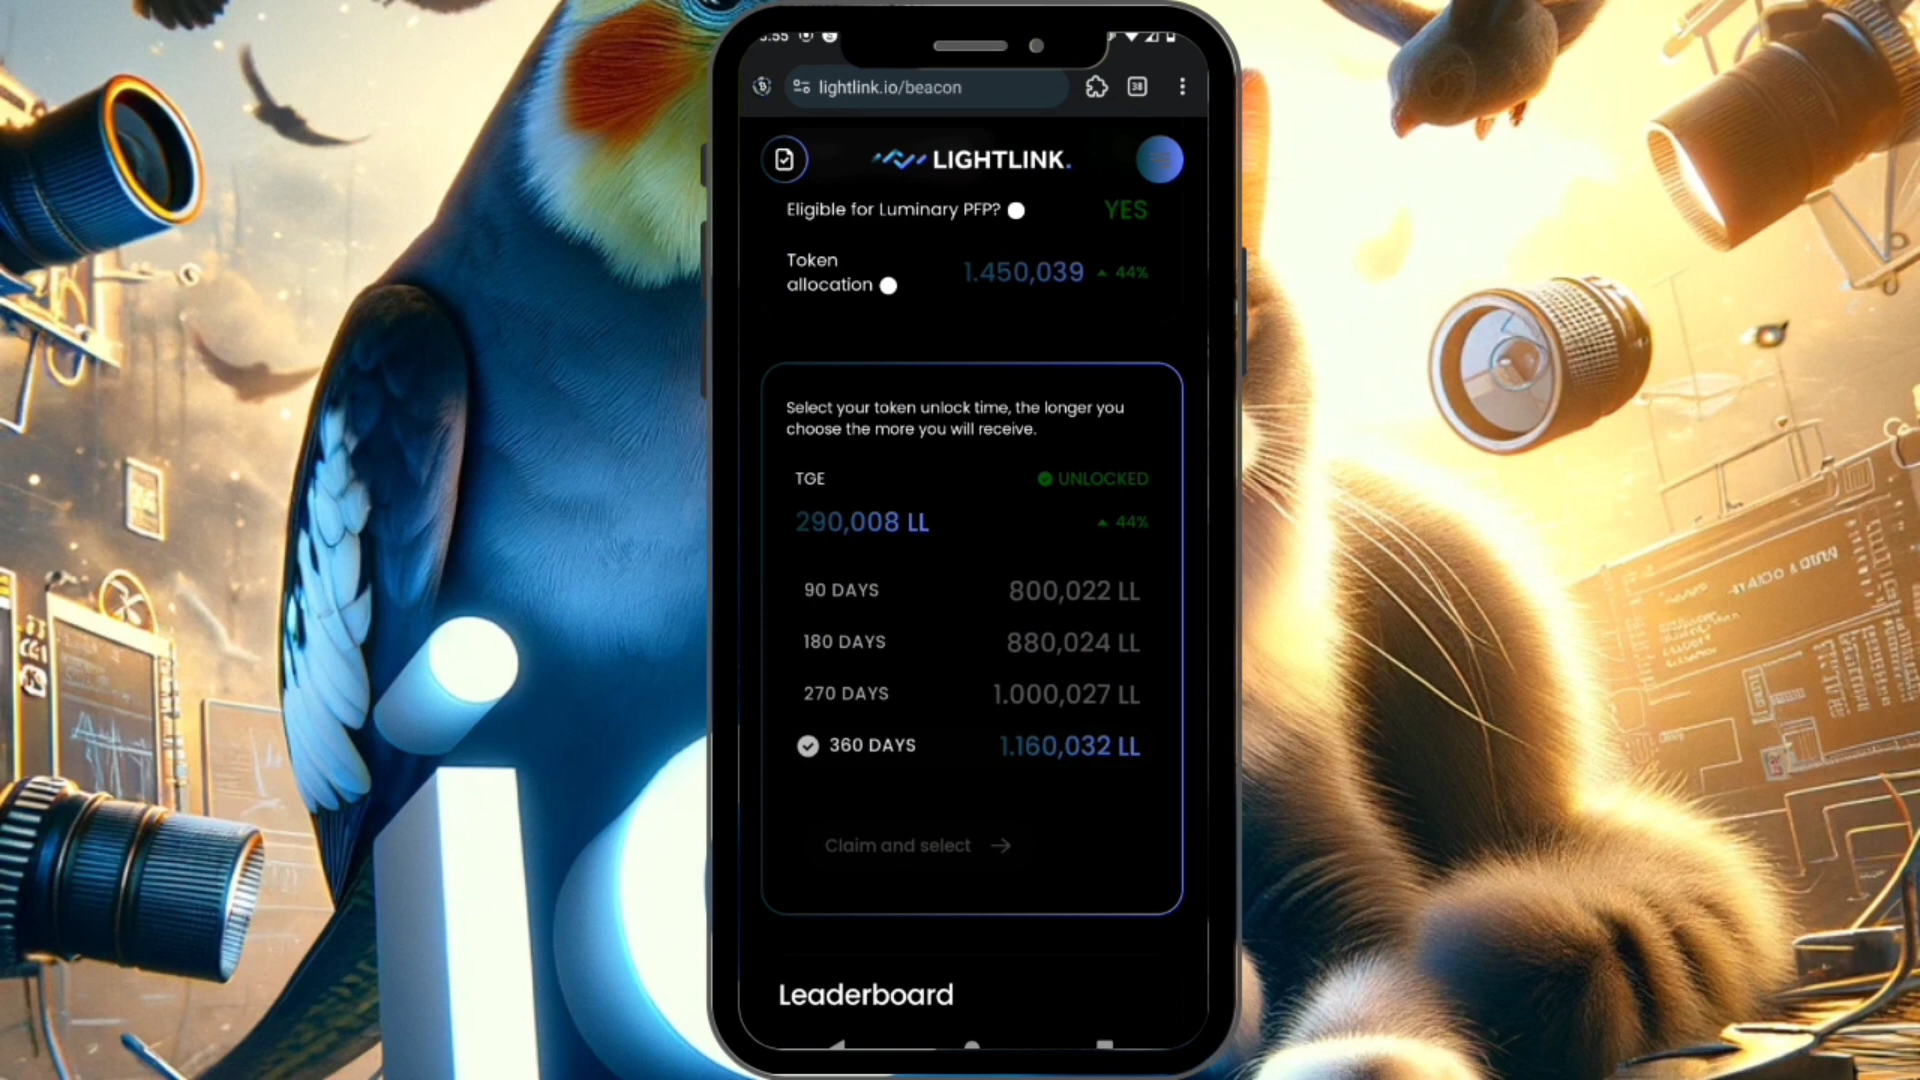 lightlink.io/beacon
38
LIGHTLINK.
Eligible for Luminary PFP?
YES
Token
allocation
1.450,039
44%
Select your token unlock time, the longer you
choose the more you will receive.
TGE
UNLOCKED
290,008 LL
44%
90 DAYS
800,022 LL
180 DAYS
880,024 LL
270 DAYS
1.000,027 LL
360 DAYS
1.160,032 LL
Claim and select
Leaderboard